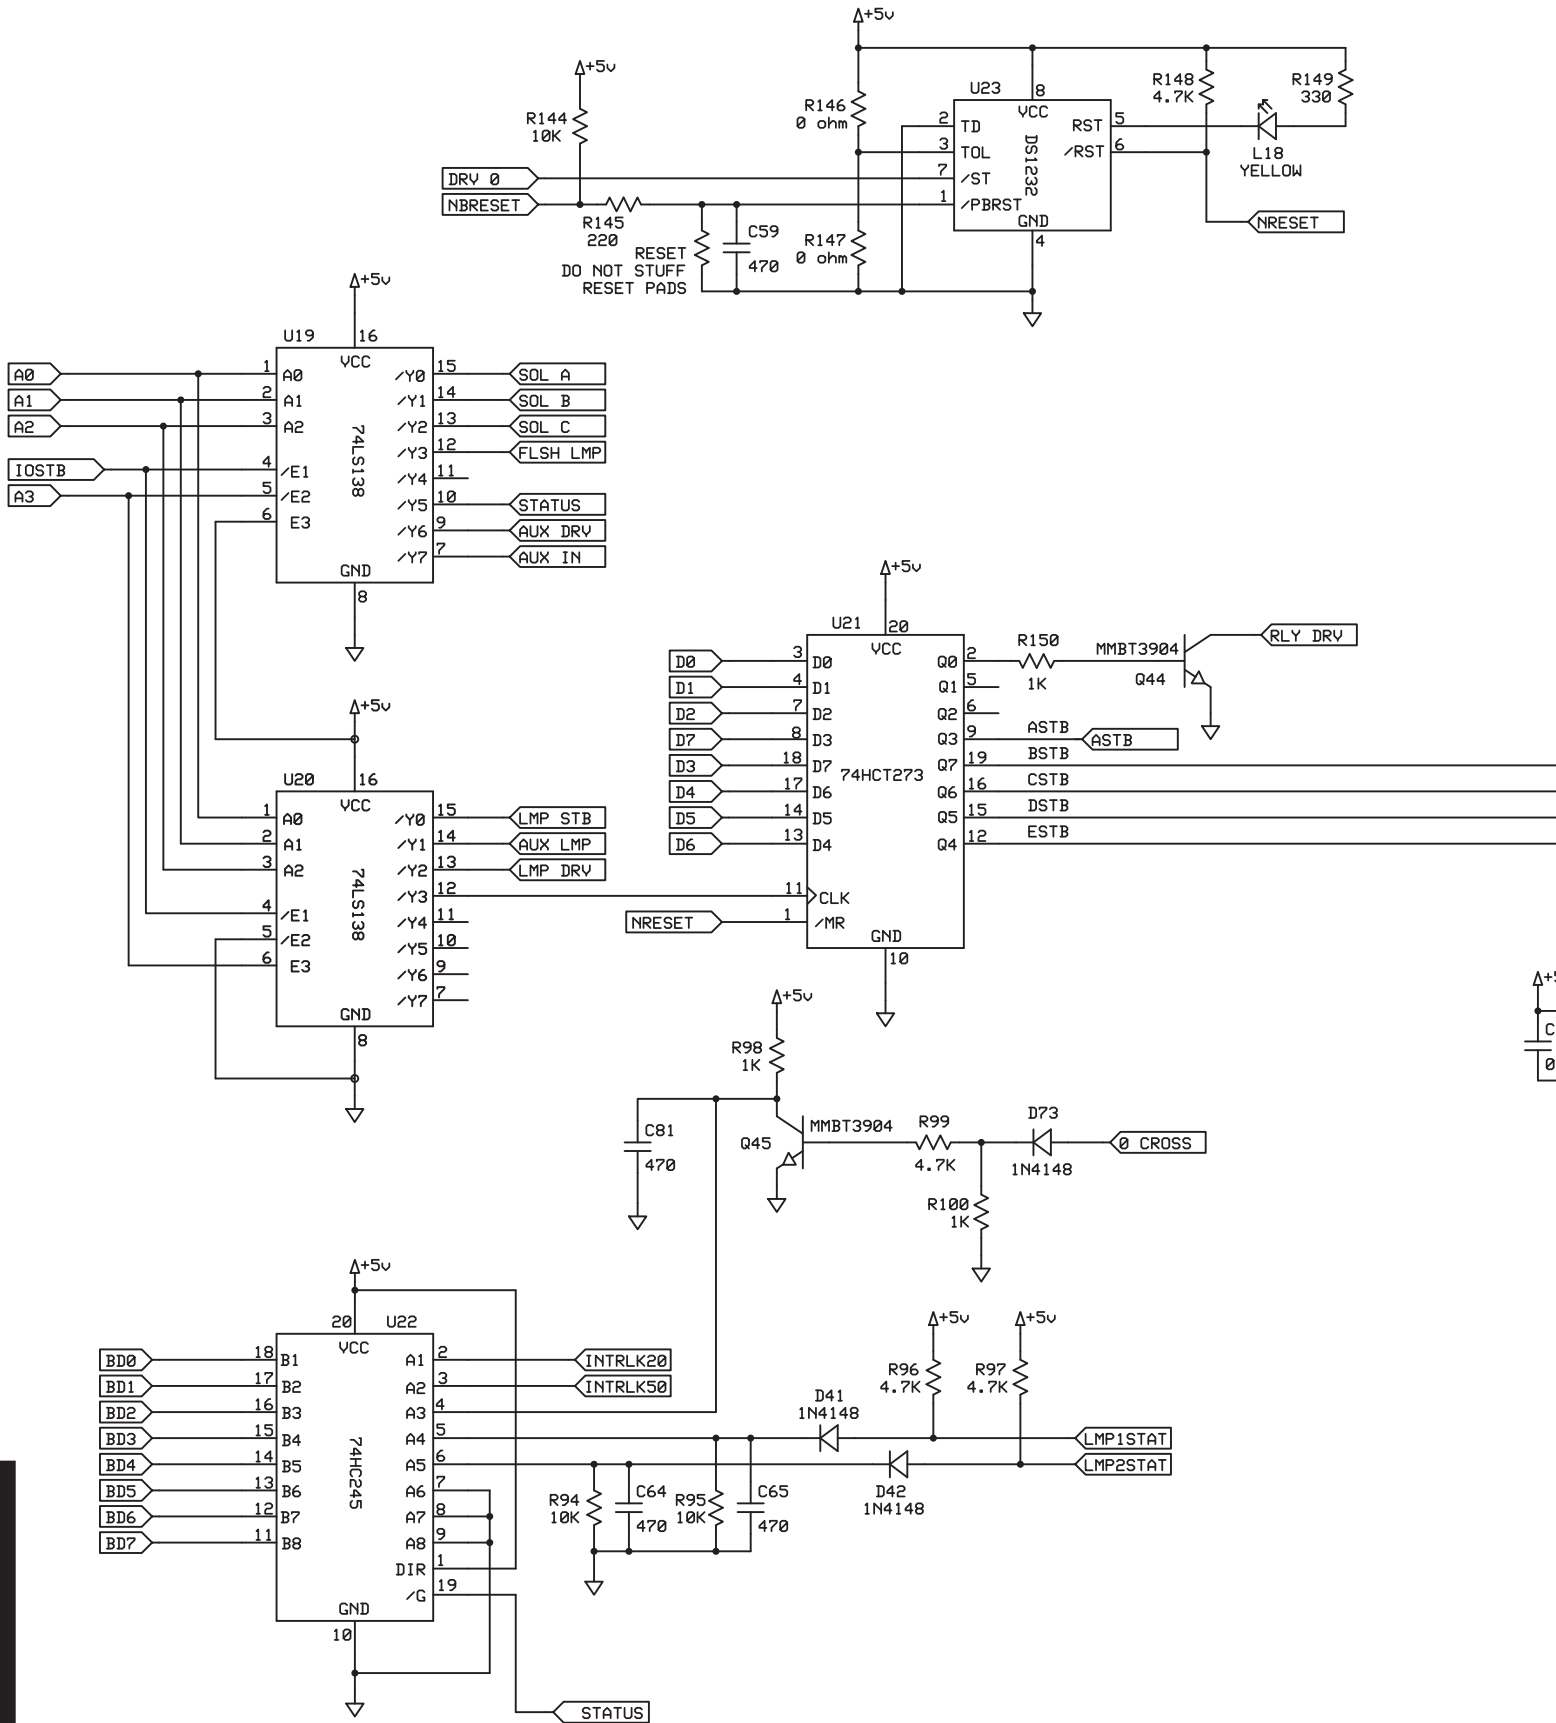 +5v
+5v
R144
10K
R146
0 ohm
U23
8
VCC
R148
4.7K
R149
330
2
TD
RST
5
3
TOL
/RST
6
7
/ST
1
/PBRST
DS1232
GND
4
L18
YELLOW
DRV 0
NBRESET
NRESET
R145
220
RESET
DO NOT STUFF
RESET PADS
C59
470
R147
0 ohm
+5v
U19
16
VCC
A0
A1
A2
IOSTB
A3
1
A0
2
A1
3
A2
4
/E1
5
/E2
6
E3
74LS138
/Y0
15
SOL A
/Y1
14
SOL B
/Y2
13
SOL C
/Y3
12
FLSH LMP
/Y4
11
/Y5
10
STATUS
/Y6
9
AUX DRV
/Y7
7
AUX IN
GND
8
+5v
U21
20
VCC
D0
3
D0
D1
4
D1
D2
7
D2
D7
8
D3
D3
18
D7
D4
17
D6
D5
14
D5
D6
13
D4
74HCT273
Q0
2
R150
1K
MMBT3904
Q44
RLY DRV
Q1
5
Q2
6
Q3
9
ASTB
ASTB
Q7
19
BSTB
Q6
16
CSTB
Q5
15
DSTB
Q4
12
ESTB
11
CLK
NRESET
1
/MR
GND
10
+5v
U20
16
VCC
1
A0
2
A1
3
A2
4
/E1
5
/E2
6
E3
74LS138
/Y0
15
LMP STB
/Y1
14
AUX LMP
/Y2
13
LMP DRV
/Y3
12
/Y4
11
/Y5
10
/Y6
9
/Y7
7
GND
8
+5v
R98
1K
C81
470
Q45
MMBT3904
R99
4.7K
D73
1N4148
0 CROSS
R100
1K
C
0
+5v
20
U22
VCC
BD0
18
B1
BD1
17
B2
BD2
16
B3
BD3
15
B4
BD4
14
B5
BD5
13
B6
BD6
12
B7
BD7
11
B8
74HC245
A1
2
INTRLK20
A2
3
INTRLK50
A3
4
A4
5
A5
6
A6
7
A7
8
A8
9
DIR
1
/G
19
GND
10
STATUS
+5v
+5v
R96
4.7K
R97
4.7K
D41
1N4148
LMP1STAT
LMP2STAT
D42
1N4148
R94
10K
C64
470
R95
10K
C65
470